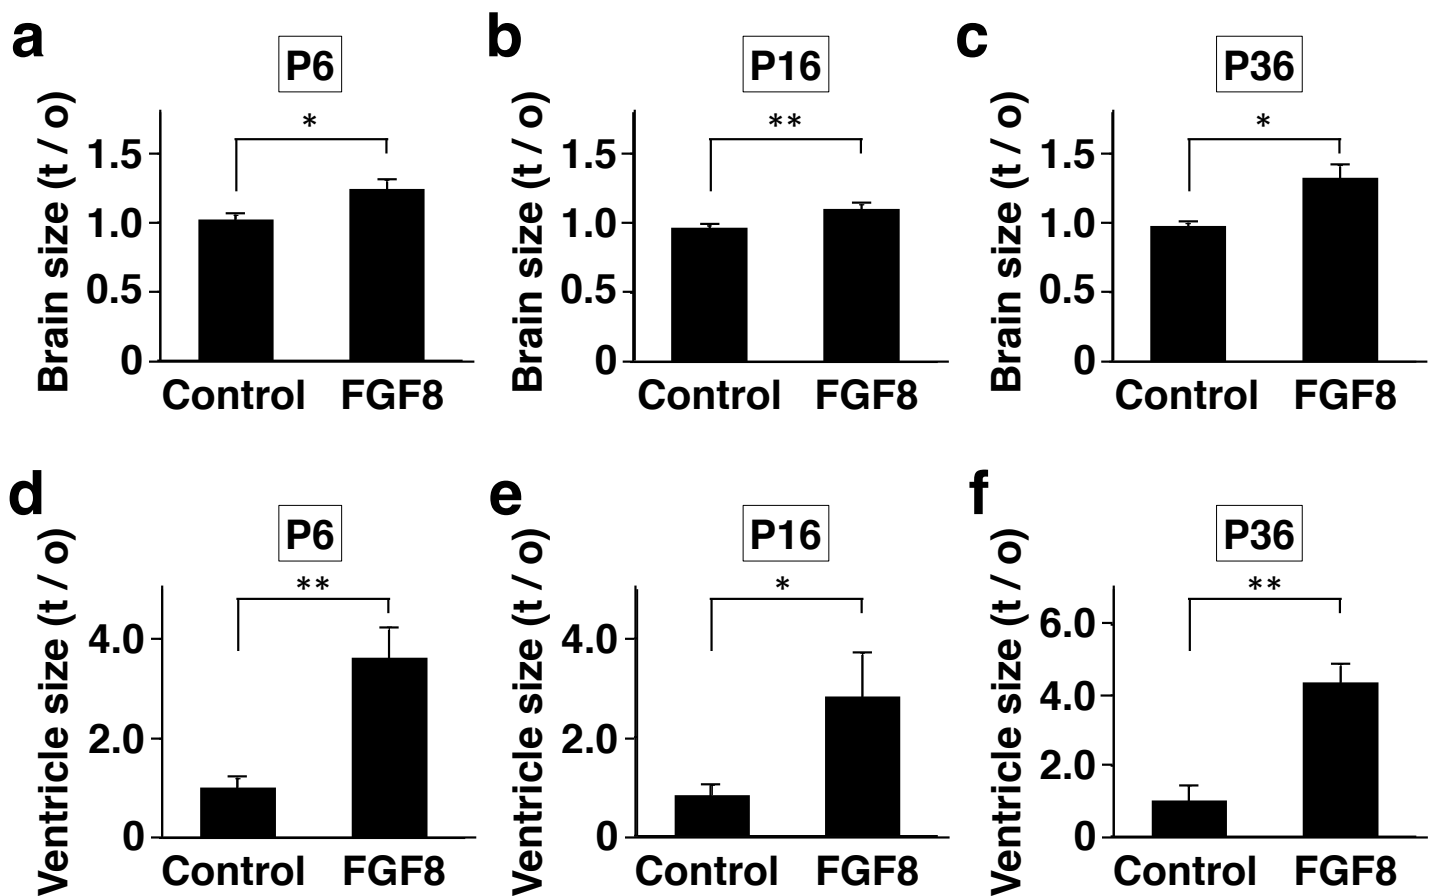 a
P6
Brain size (t / o)
1.5
1.0
0.5
0
*
Control FGF8
b
P16
Brain size (t / o)
1.5
1.0
0.5
0
**
Control FGF8
c
P36
Brain size (t / o)
1.5
1.0
0.5
0
*
Control FGF8
d
P6
Ventricle size (t / o)
4.0
2.0
0
**
Control FGF8
e
P16
Ventricle size (t / o)
4.0
2.0
0
*
Control FGF8
f
P36
Ventricle size (t / o)
6.0
4.0
2.0
0
**
Control FGF8